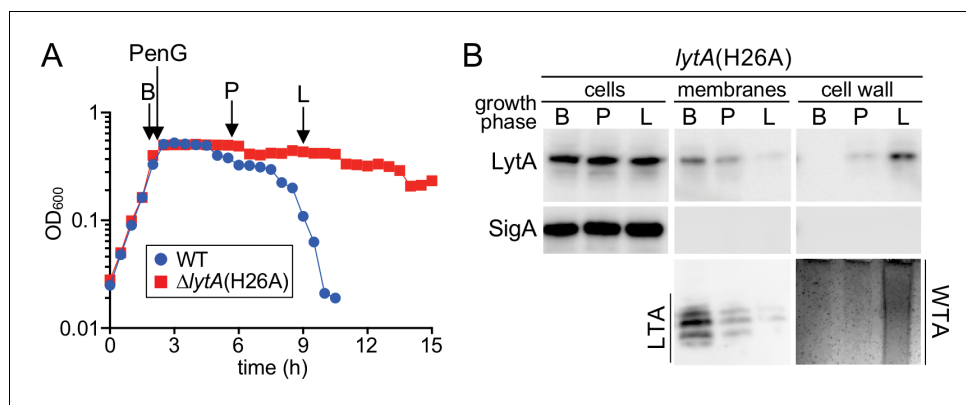 A
PenG
B
P
L
1
0.1
0.01
OD600
WT
ΔlytA(H26A)
0 3 6 9 12 15
time (h)
B
lytA(H26A)
cells membranes cell wall
growth phase
B P L B P L B P L
LytA
SigA
LTA
WTA